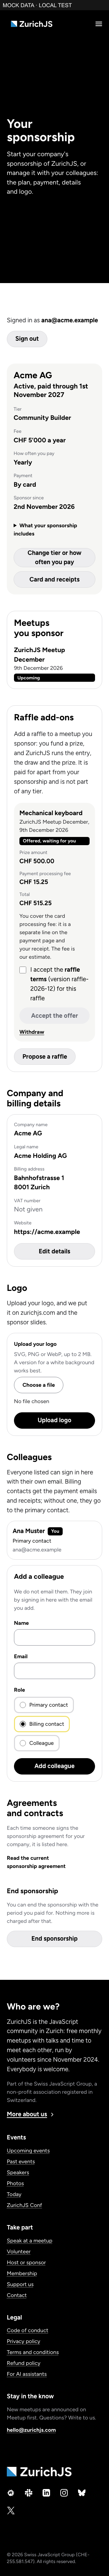 MOCK DATA · LOCAL TEST
ZurichJS
Your
sponsorship
Start your company's
sponsorship of ZurichJS, or
manage it with your colleagues:
the plan, payment, details
and logo.
Signed in as ana@acme.example
Sign out
Acme AG
Active, paid through 1st
November 2027
Tier
Community Builder
Fee
CHF 5'000 a year
How often you pay
Yearly
Payment
By card
Sponsor since
2nd November 2026
What your sponsorship
includes
Change tier or how
often you pay
Card and receipts
Meetups
you sponsor
ZurichJS Meetup
December
9th December 2026
Upcoming
Raffle add-ons
Add a raffle to a meetup you
sponsor: you fund a prize,
and ZurichJS runs the entry,
the draw and the prize. It is
paid for apart from your
sponsorship and is not part
of any tier.
Mechanical keyboard
ZurichJS Meetup December,
9th December 2026
Offered, waiting for you
Prize amount
CHF 500.00
Payment processing fee
CHF 15.25
Total
CHF 515.25
You cover the card
processing fee: it is a
separate line on the
payment page and
your receipt. The fee is
our estimate.
I accept the raffle
terms (version raffle-
2026-12) for this
raffle
Accept the offer
Withdraw
Propose a raffle
Company and
billing details
Company name
Acme AG
Legal name
Acme Holding AG
Billing address
Bahnhofstrasse 1
8001 Zurich
VAT number
Not given
Website
https://acme.example
Edit details
Logo
Upload your logo, and we put
it on zurichjs.com and the
sponsor slides.
Upload your logo
SVG, PNG or WebP, up to 2 MB.
A version for a white background
works best.
Choose a file
No file chosen
Upload logo
Colleagues
Everyone listed can sign in here
with their own email. Billing
contacts get the payment emails
and receipts; without one, they go
to the primary contact.
Ana Muster You
Primary contact
ana@acme.example
Add a colleague
We do not email them. They join
by signing in here with the email
you add.
Name
Email
Role
Primary contact
Billing contact
Colleague
Add colleague
Agreements
and contracts
Each time someone signs the
sponsorship agreement for your
company, it is listed here.
Read the current
sponsorship agreement
End sponsorship
You can end the sponsorship with the
period you paid for. Nothing more is
charged after that.
End sponsorship
Who are we?
ZurichJS is the JavaScript
community in Zurich: free monthly
meetups with talks and time to
meet each other, run by
volunteers since November 2024.
Everybody is welcome.
Part of the Swiss JavaScript Group, a
non-profit association registered in
Switzerland.
More about us
Events
Upcoming events
Past events
Speakers
Photos
Today
ZurichJS Conf
Take part
Speak at a meetup
Volunteer
Host or sponsor
Membership
Support us
Contact
Legal
Code of conduct
Privacy policy
Terms and conditions
Refund policy
For AI assistants
Stay in the know
New meetups are announced on
Meetup first. Questions? Write to us.
hello@zurichjs.com
ZurichJS
© 2026 Swiss JavaScript Group (CHE-
255.581.547). All rights reserved